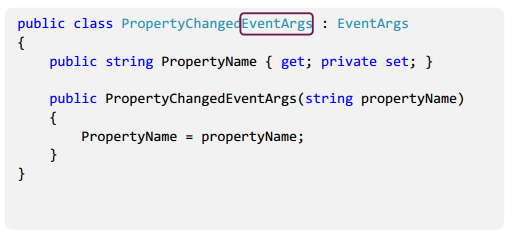 public class PropertyChangedEventArgs : EventArgs
{
    public string PropertyName { get; private set; }
    public PropertyChangedEventArgs(string propertyName)
    {
        PropertyName = propertyName;
    }
}